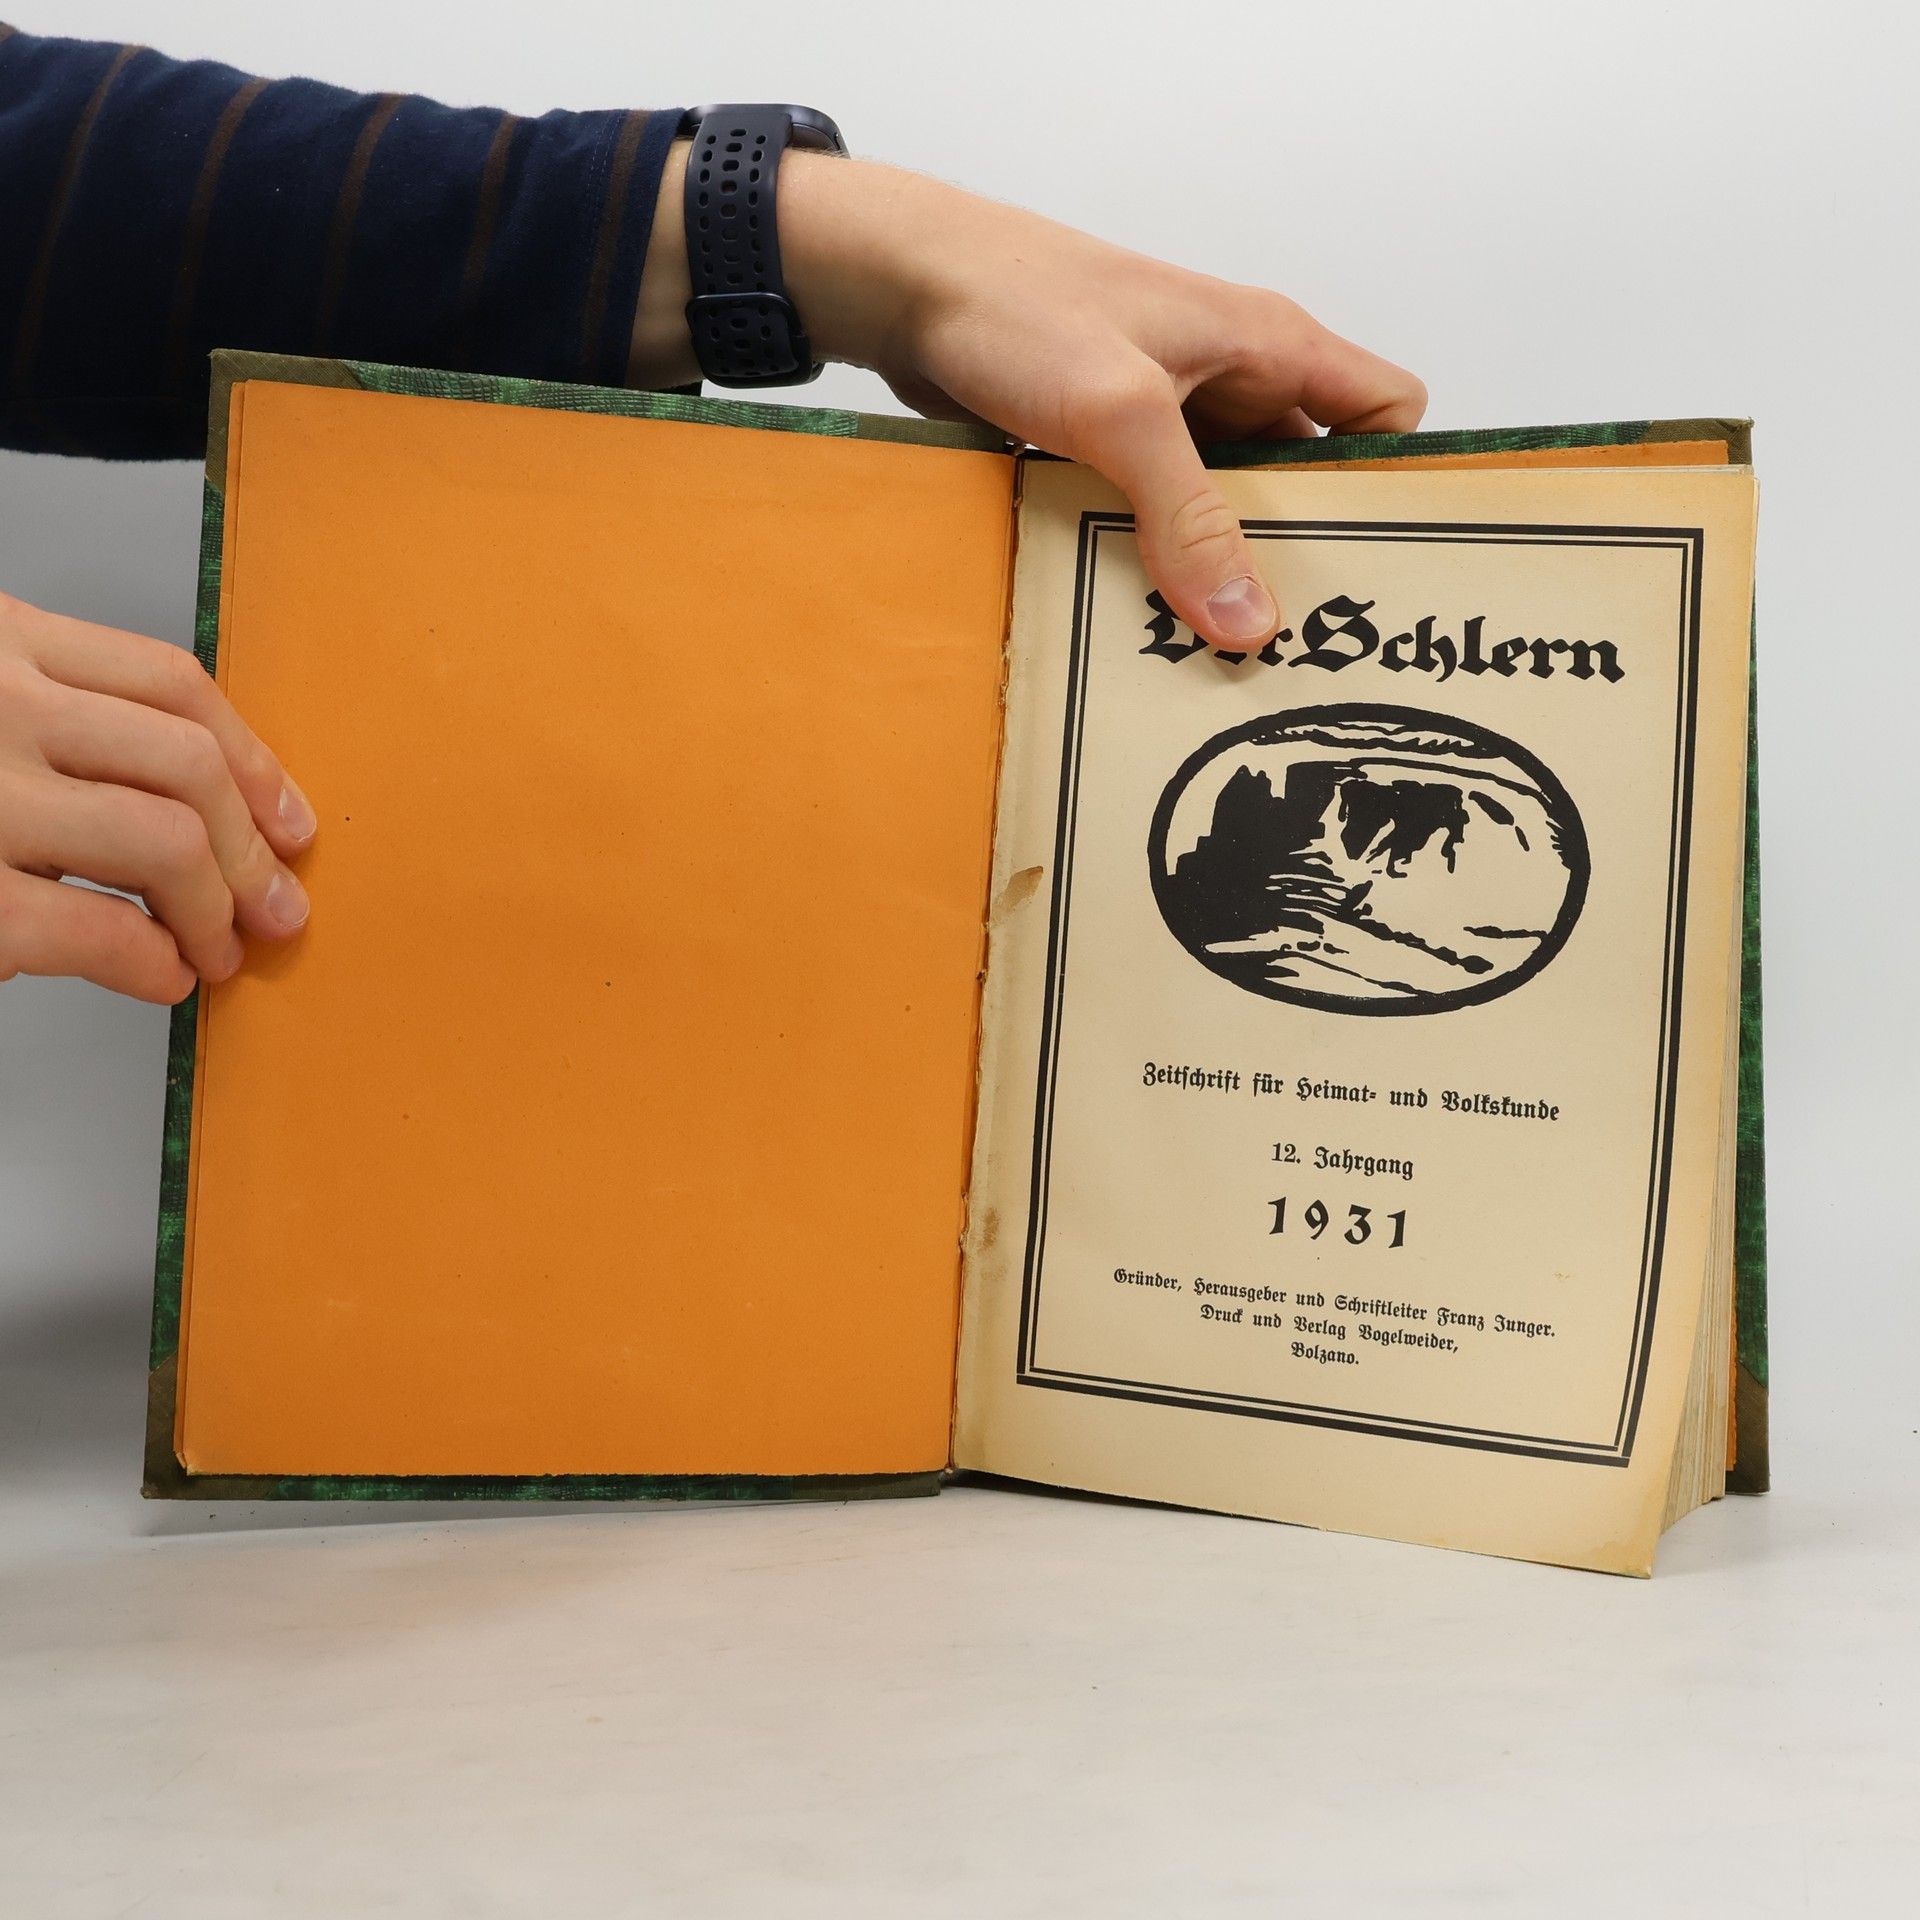 Der Schlern
Zeitschrift für Heimat- und Volkskunde
12. Jahrgang
1931
Gründer, Herausgeber und Schriftleiter Franz Junger.
Druck und Verlag Vogelweider,
Bolzano.